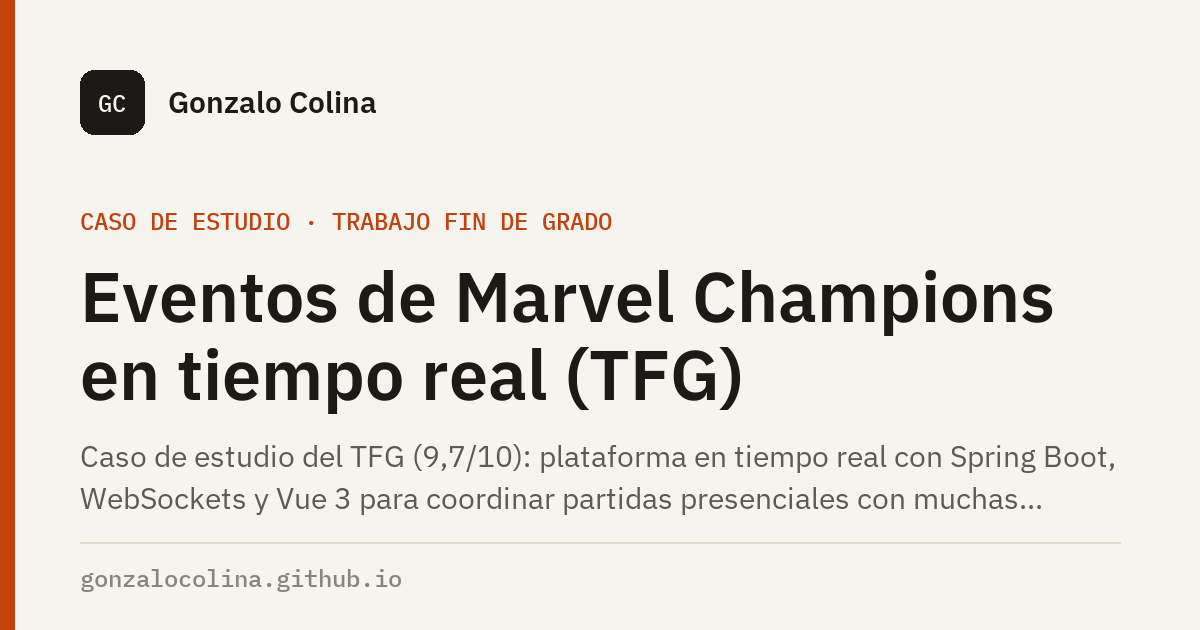 GC
Gonzalo Colina
CASO DE ESTUDIO · TRABAJO FIN DE GRADO
Eventos de Marvel Champions
en tiempo real (TFG)
Caso de estudio del TFG (9,7/10): plataforma en tiempo real con Spring Boot,
WebSockets y Vue 3 para coordinar partidas presenciales con muchas…
gonzalocolina.github.io